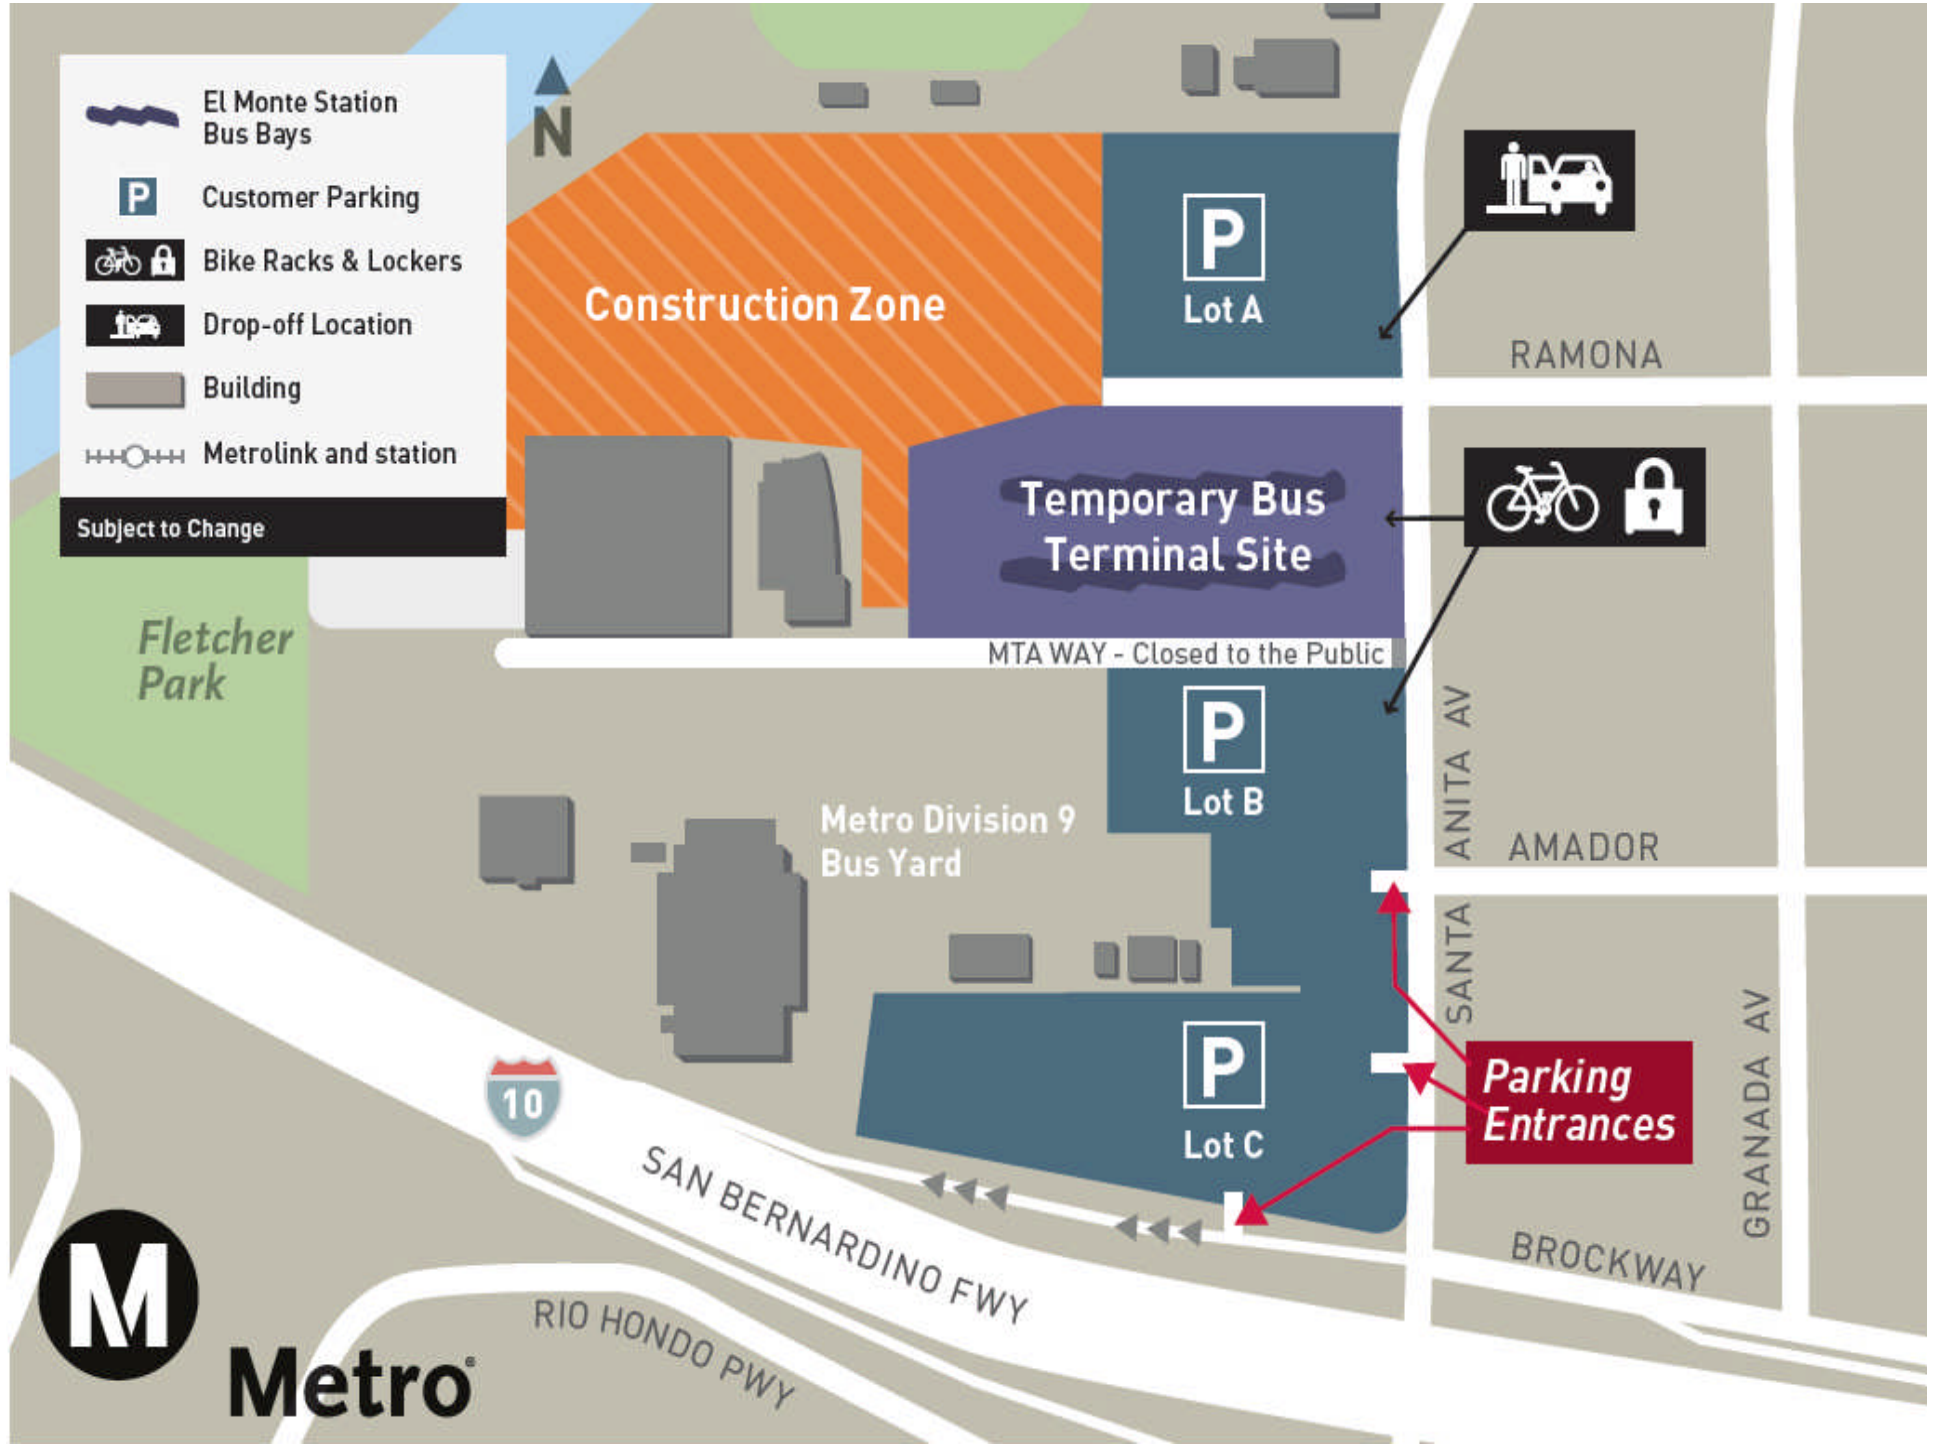 El Monte Station
Bus Bays
P
Customer Parking
Bike Racks & Lockers
Drop-off Location
Building
Metrolink and station
Subject to Change
N
Construction Zone
P
Lot A
RAMONA
Temporary Bus
Terminal Site
MTA WAY - Closed to the Public
Fletcher
Park
P
Lot B
SANTA ANITA AV
AMADOR
Metro Division 9
Bus Yard
P
Lot C
Parking
Entrances
GRANADA AV
10
SAN BERNARDINO FWY
BROCKWAY
RIO HONDO PWY
M
Metro®